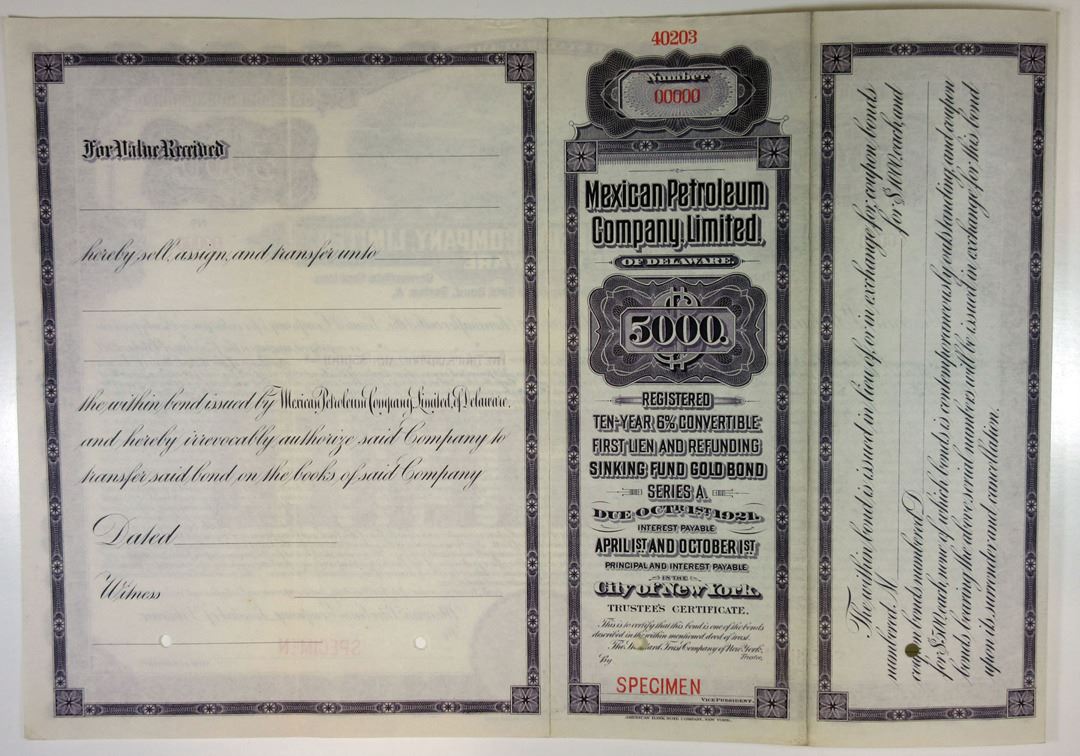 For Value Received
hereby sell, assign, and transfer unto
the within bond issued by Mexican Petroleum Company, Limited, of Delaware,
and hereby irrevocably authorize said Company to
transfer said bond on the books of said Company
Dated
Witness
40203
Number
00000
Mexican Petroleum
Company, Limited,
OF DELAWARE.
$5000.
REGISTERED
TEN-YEAR 6% CONVERTIBLE
FIRST LIEN AND REFUNDING
SINKING FUND GOLD BOND
SERIES A.
DUE OCTR. 1ST 1921.
INTEREST PAYABLE
APRIL 1ST AND OCTOBER 1ST
PRINCIPAL AND INTEREST PAYABLE
IN THE
City of New York.
TRUSTEE'S CERTIFICATE.
This is to certify that this bond is one of the bonds
described in the within mentioned deed of trust.
The Standard Trust Company of New York,
Trustee,
By
SPECIMEN
VICE PRESIDENT.
AMERICAN BANK NOTE COMPANY, NEW YORK.
The within bond is issued in lieu of, or in exchange for, coupon bonds
numbered M for $1000, each and
coupon bonds numbered D
for $500, each, none of which bonds is contemporaneously outstanding, and coupon
bonds bearing the above serial numbers will be issued in exchange for this bond
upon its surrender and cancellation.